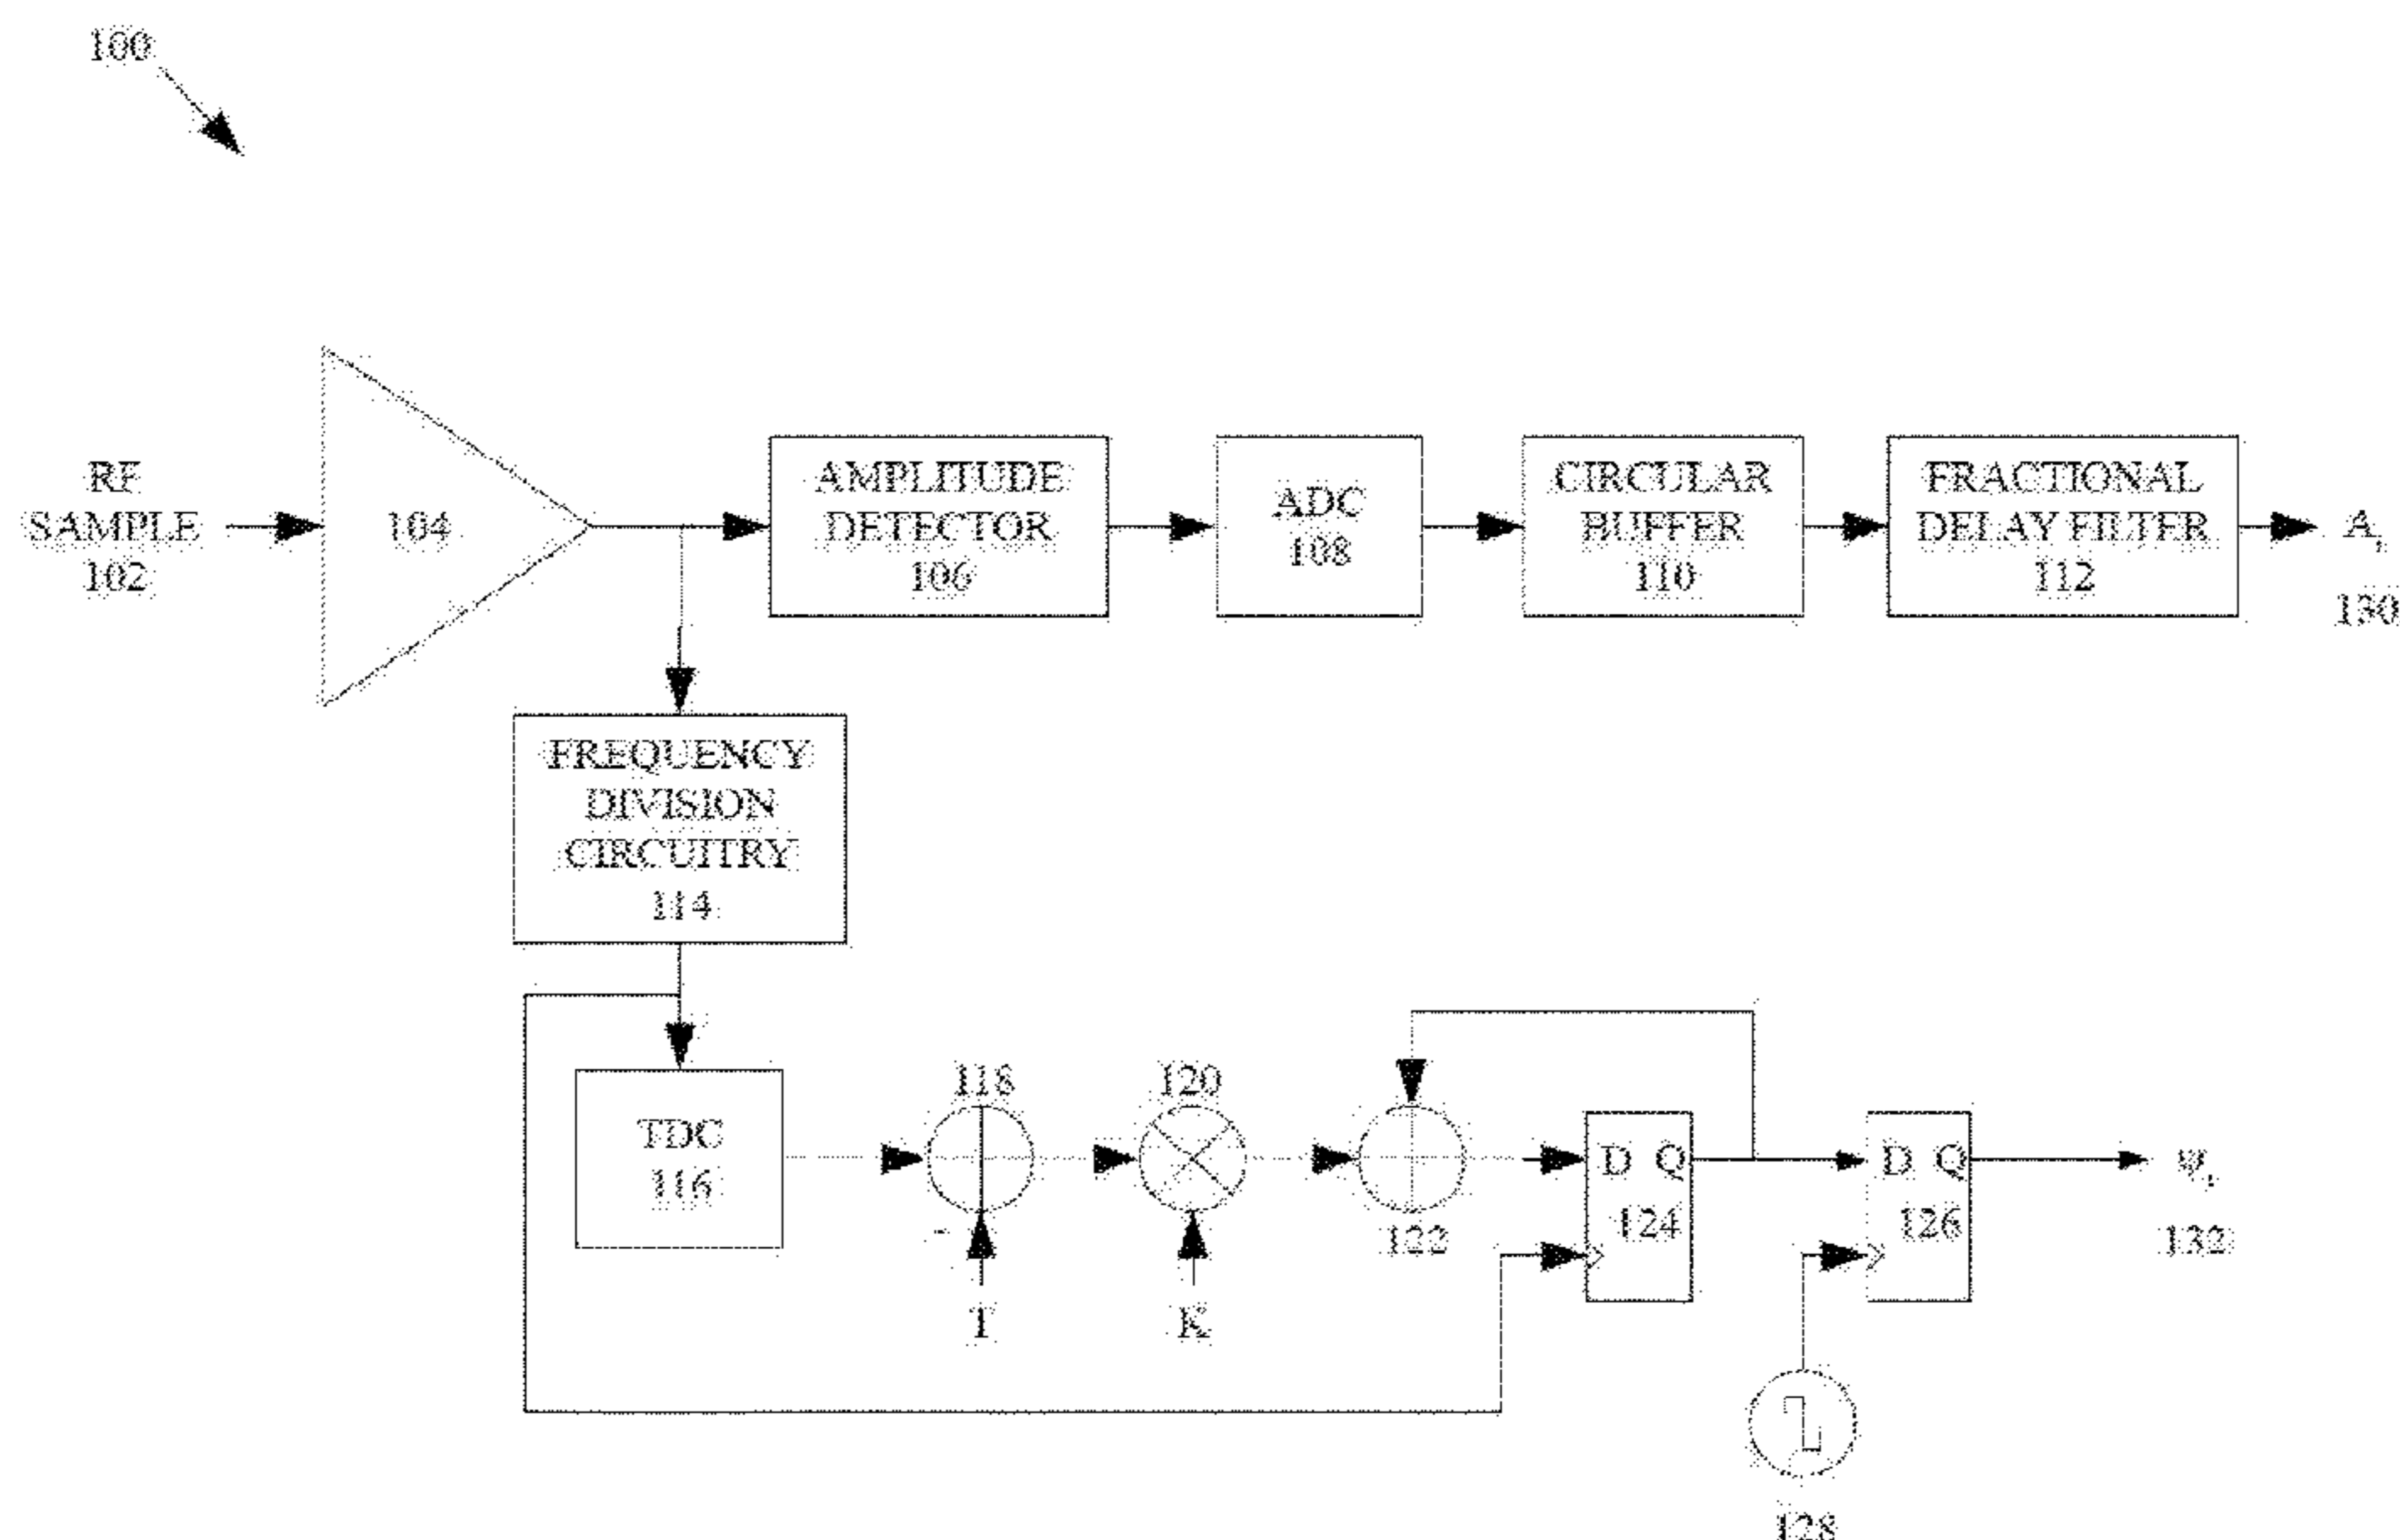 100
RF
SAMPLE
102
104
AMPLITUDE
DETECTOR
106
ADC
108
CIRCULAR
BUFFER
110
FRACTIONAL
DELAY FILTER
112
130
FREQUENCY
DIVISION
CIRCUITRY
114
TDC
116
118
-
T
120
K
122
D Q
124
D Q
126
128
132